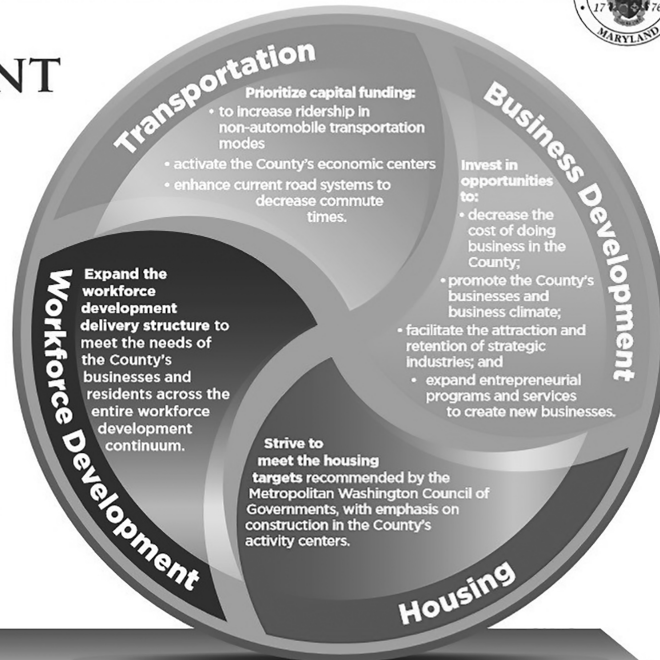 NT
17 76
MARYLAND
Transportation
Prioritize capital funding:
• to increase ridership in
non-automobile transportation
modes
• activate the County's economic centers
• enhance current road systems to
decrease commute
times.
Business Development
Invest in
opportunities
to:
• decrease the
cost of doing
business in the
County;
• promote the County's
businesses and
business climate;
• facilitate the attraction and
retention of strategic
industries; and
• expand entrepreneurial
programs and services
to create new businesses.
Workforce Development
Expand the
workforce
development
delivery structure to
meet the needs of
the County's
businesses and
residents across the
entire workforce
development
continuum.
Strive to
meet the housing
targets recommended by the
Metropolitan Washington Council of
Governments, with emphasis on
construction in the County's
activity centers.
Housing